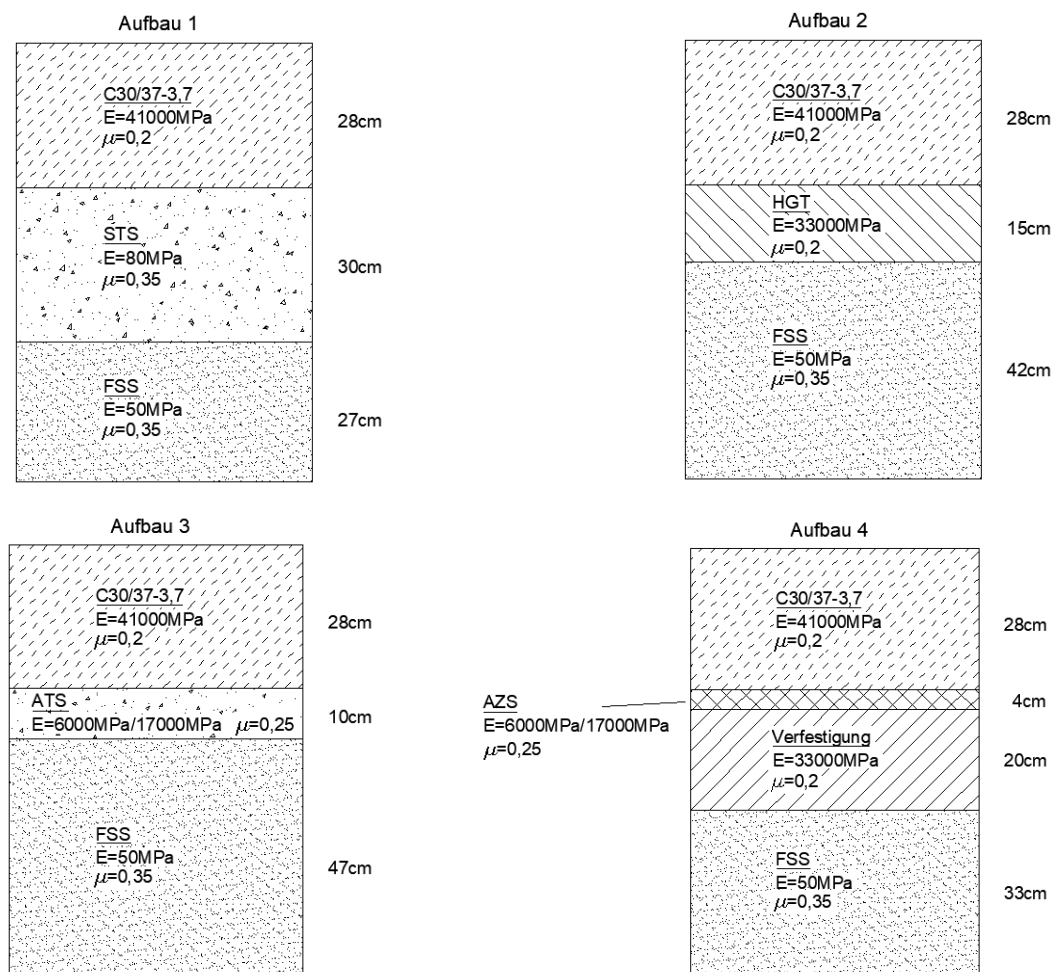 Aufbau 1
C30/37-3,7
E=41000MPa
μ=0,2
28cm
STS
E=80MPa
μ=0,35
30cm
FSS
E=50MPa
μ=0,35
27cm
Aufbau 2
C30/37-3,7
E=41000MPa
μ=0,2
28cm
HGT
E=33000MPa
μ=0,2
15cm
FSS
E=50MPa
μ=0,35
42cm
Aufbau 3
C30/37-3,7
E=41000MPa
μ=0,2
28cm
ATS
E=6000MPa/17000MPa μ=0,25
10cm
FSS
E=50MPa
μ=0,35
47cm
Aufbau 4
C30/37-3,7
E=41000MPa
μ=0,2
28cm
AZS
E=6000MPa/17000MPa
μ=0,25
4cm
Verfestigung
E=33000MPa
μ=0,2
20cm
FSS
E=50MPa
μ=0,35
33cm